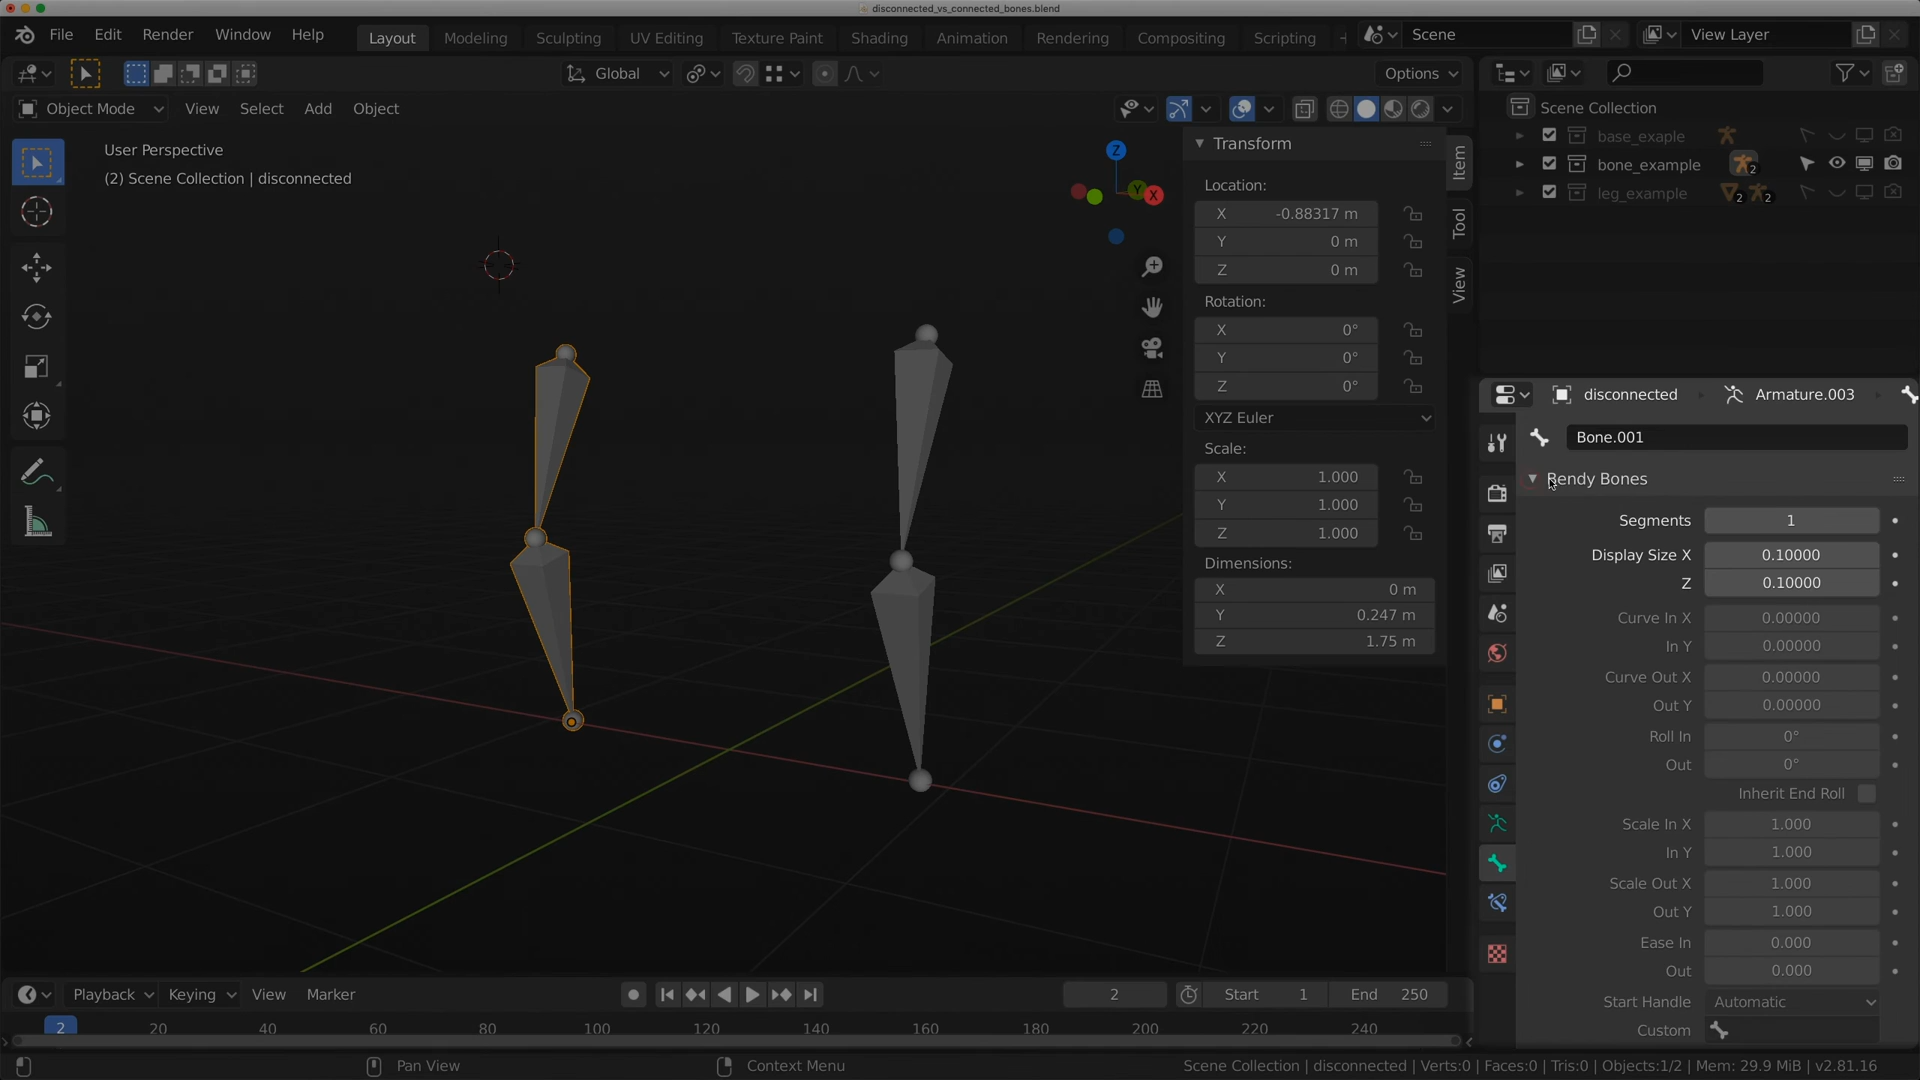 disconnected_vs_connected_bones.blend
File Edit Render Window Help
Layout Modeling Sculpting UV Editing Texture Paint Shading Animation Rendering Compositing Scripting
Scene
View Layer
Global
Options
Object Mode View Select Add Object
User Perspective
(2) Scene Collection | disconnected
Z
Y
X
Transform
Location:
X -0.88317 m
Y 0 m
Z 0 m
Rotation:
X 0°
Y 0°
Z 0°
XYZ Euler
Scale:
X 1.000
Y 1.000
Z 1.000
Dimensions:
X 0 m
Y 0.247 m
Z 1.75 m
Item
Tool
View
Scene Collection
base_exaple
bone_example 2
leg_example 2 2
disconnected Armature.003
Bone.001
Bendy Bones
Segments 1
Display Size X 0.10000
Z 0.10000
Curve In X 0.00000
In Y 0.00000
Curve Out X 0.00000
Out Y 0.00000
Roll In 0°
Out 0°
Inherit End Roll
Scale In X 1.000
In Y 1.000
Scale Out X 1.000
Out Y 1.000
Ease In 0.000
Out 0.000
Start Handle Automatic
Custom
Playback Keying View Marker
2
Start 1 End 250
2 20 40 60 80 100 120 140 160 180 200 220 240
Pan View
Context Menu
Scene Collection | disconnected | Verts:0 | Faces:0 | Tris:0 | Objects:1/2 | Mem: 29.9 MiB | v2.81.16